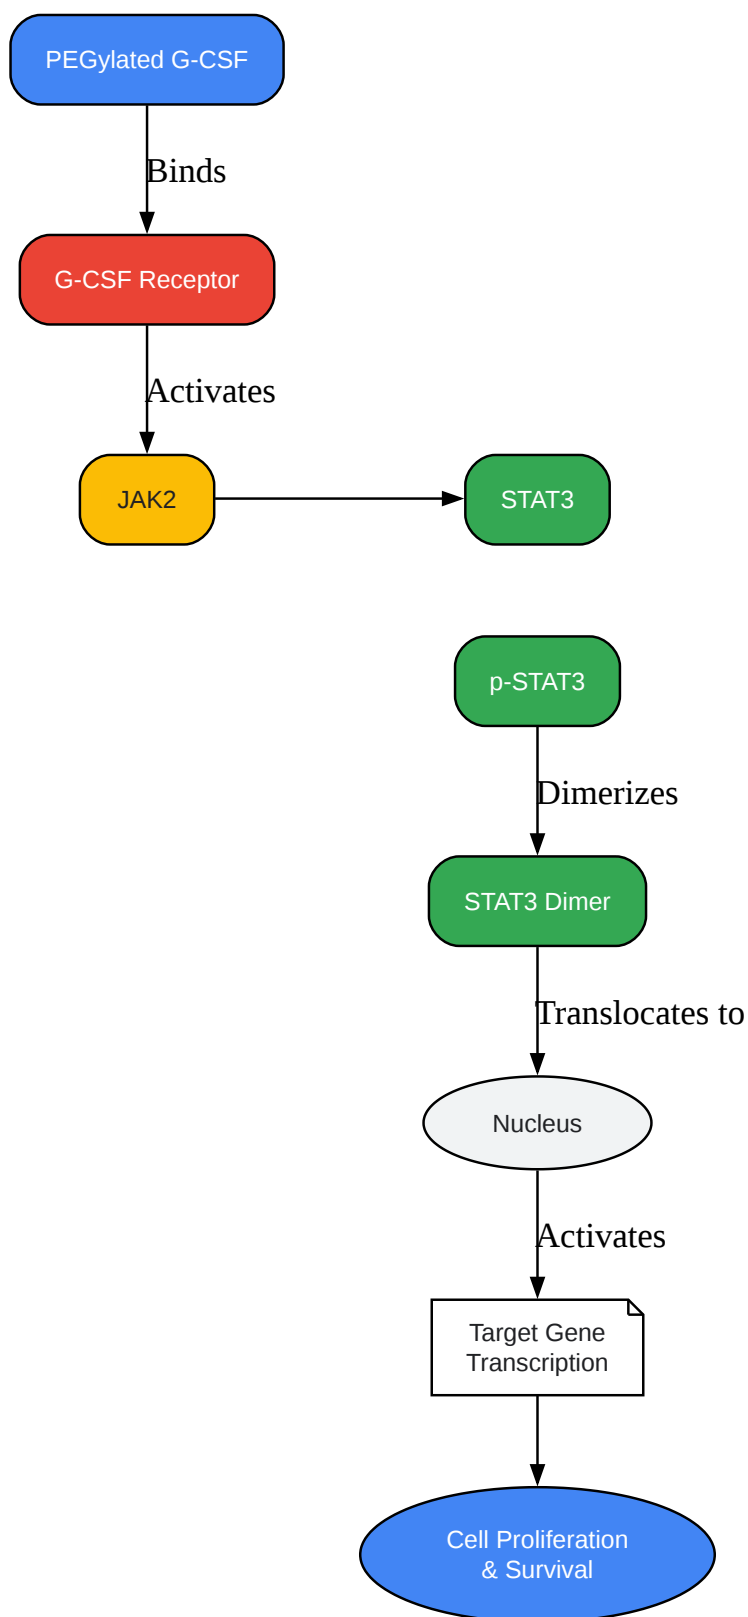 PEGylated G-CSF
Binds
G-CSF Receptor
Activates
JAK2
STAT3
p-STAT3
Dimerizes
STAT3 Dimer
Translocates to
Nucleus
Activates
Target Gene
Transcription
Cell Proliferation
& Survival